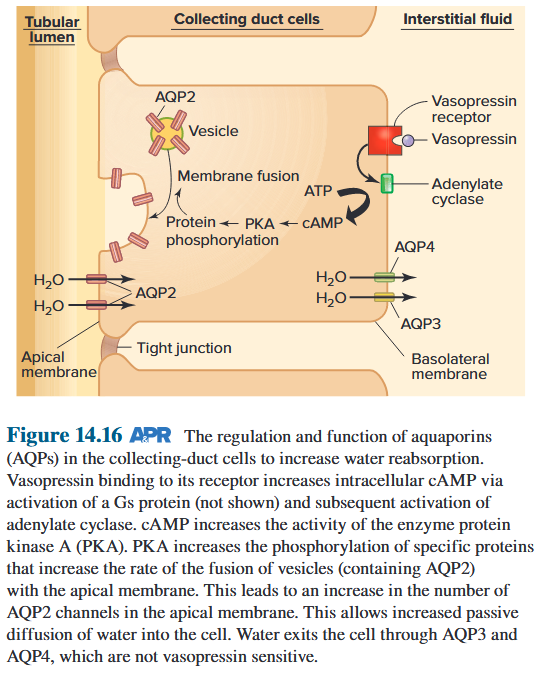 Tubular
lumen
Collecting duct cells
Interstitial fluid
AQP2
Vesicle
Vasopressin
receptor
Vasopressin
Membrane fusion
ATP
Adenylate
cyclase
Protein
phosphorylation
PKA
cAMP
AQP4
H₂O
H₂O
AQP2
H₂O
H₂O
AQP3
Tight junction
Apical
membrane
Basolateral
membrane
Figure 14.16 AP&R The regulation and function of aquaporins
(AQPs) in the collecting-duct cells to increase water reabsorption.
Vasopressin binding to its receptor increases intracellular cAMP via
activation of a Gs protein (not shown) and subsequent activation of
adenylate cyclase. cAMP increases the activity of the enzyme protein
kinase A (PKA). PKA increases the phosphorylation of specific proteins
that increase the rate of the fusion of vesicles (containing AQP2)
with the apical membrane. This leads to an increase in the number of
AQP2 channels in the apical membrane. This allows increased passive
diffusion of water into the cell. Water exits the cell through AQP3 and
AQP4, which are not vasopressin sensitive.